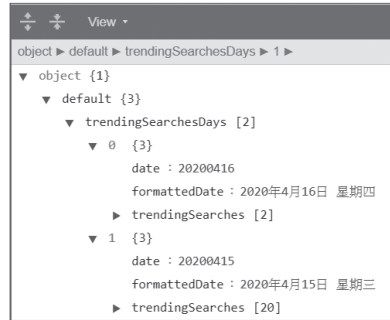 View
object ► default ► trendingSearchesDays ► 1 ►
▼ object {1}
▼ default {3}
▼ trendingSearchesDays [2]
▼ 0 {3}
date : 20200416
formattedDate : 2020年4月16日 星期四
► trendingSearches [2]
▼ 1 {3}
date : 20200415
formattedDate : 2020年4月15日 星期三
► trendingSearches [20]